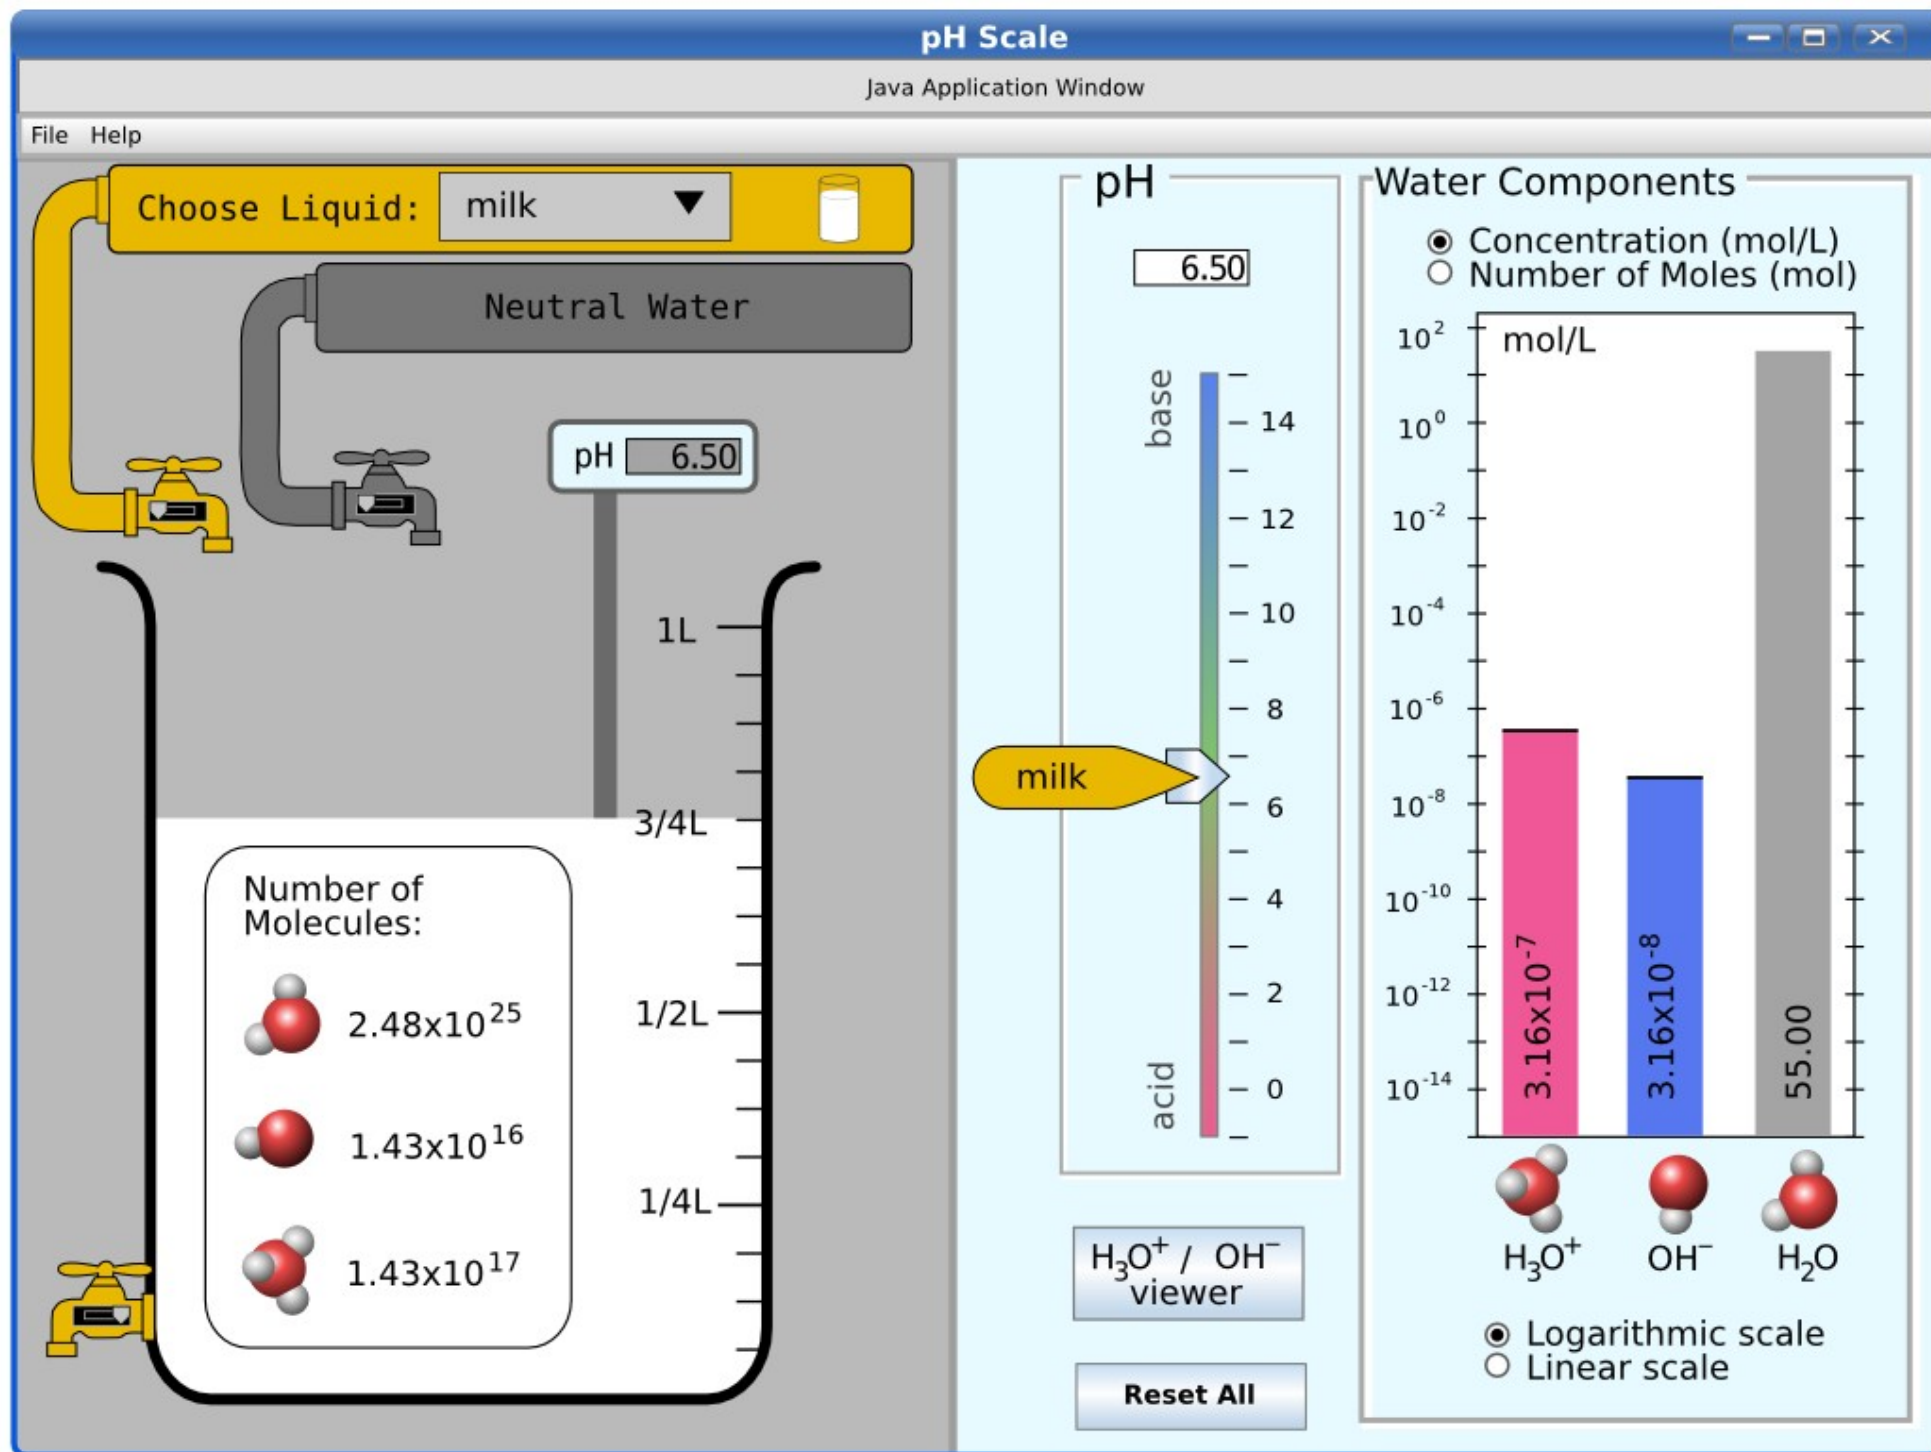 pH Scale
Java Application Window
File Help
Choose Liquid: milk
Neutral Water
pH 6.50
1L
3/4L
1/2L
1/4L
Number of
Molecules:
2.48x10^25
1.43x10^16
1.43x10^17
pH
6.50
base
14
12
10
8
6
4
2
0
acid
milk
H₃O⁺ / OH⁻
viewer
Reset All
Water Components
Concentration (mol/L)
Number of Moles (mol)
mol/L
10^2
10^0
10^-2
10^-4
10^-6
10^-8
10^-10
10^-12
10^-14
3.16x10^-7
3.16x10^-8
55.00
H₃O⁺ OH⁻ H₂O
Logarithmic scale
Linear scale